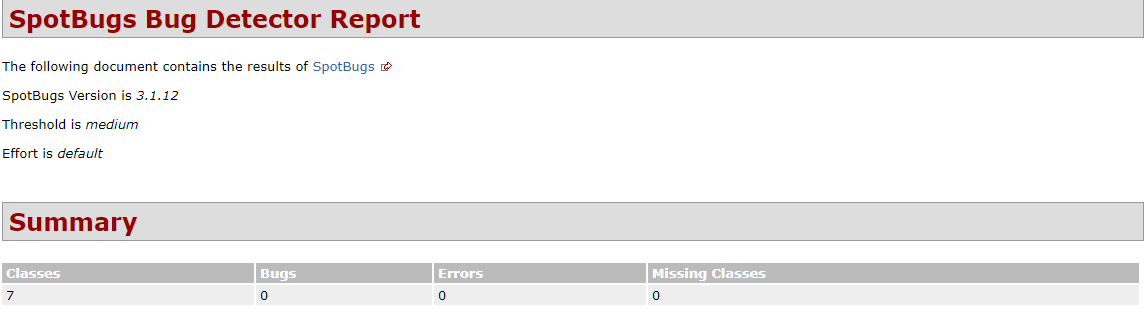 SpotBugs Bug Detector Report
The following document contains the results of SpotBugs
SpotBugs Version is 3.1.12
Threshold is medium
Effort is default
Summary
Classes Bugs Errors Missing Classes
7 0 0 0